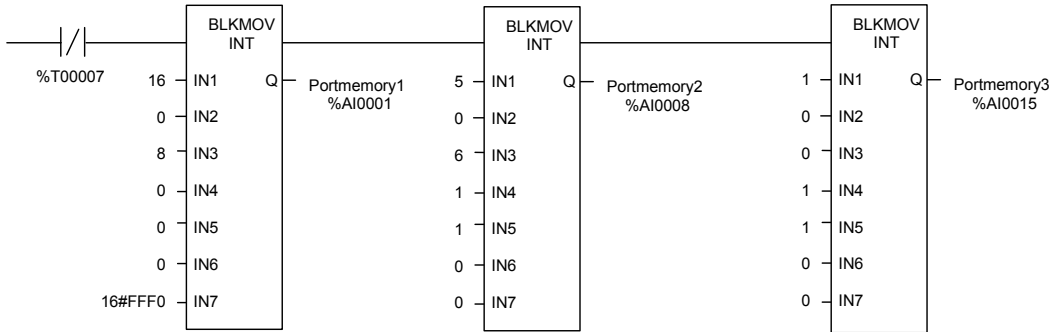 BLKMOV
INT
BLKMOV
INT
BLKMOV
INT
%T00007
16 IN1 Q Portmemory1
%AI0001
5 IN1 Q Portmemory2
%AI0008
1 IN1 Q Portmemory3
%AI0015
0 IN2 0 IN2 0 IN2
8 IN3 6 IN3 0 IN3
0 IN4 1 IN4 1 IN4
0 IN5 1 IN5 1 IN5
0 IN6 0 IN6 0 IN6
16#FFF0 IN7 0 IN7 0 IN7